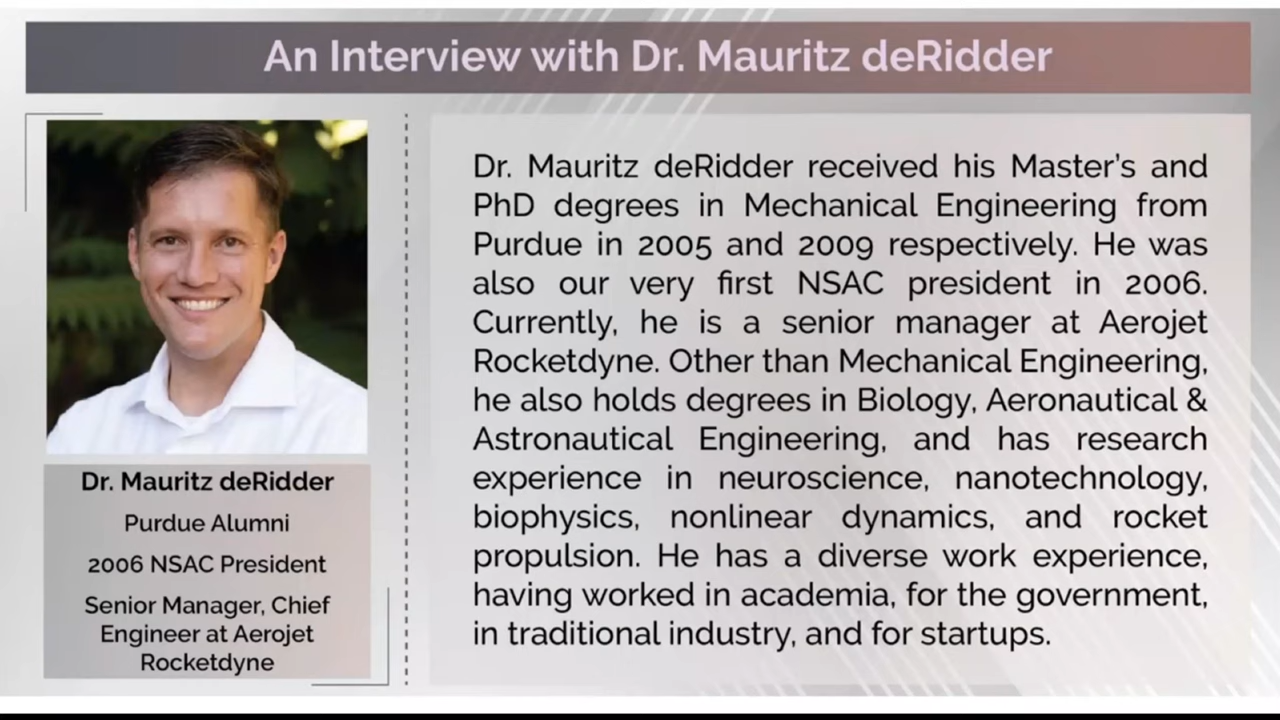 An Interview with Dr. Mauritz deRidder
Dr. Mauritz deRidder
Purdue Alumni
2006 NSAC President
Senior Manager, Chief
Engineer at Aerojet
Rocketdyne
Dr. Mauritz deRidder received his Master's and
PhD degrees in Mechanical Engineering from
Purdue in 2005 and 2009 respectively. He was
also our very first NSAC president in 2006.
Currently, he is a senior manager at Aerojet
Rocketdyne. Other than Mechanical Engineering,
he also holds degrees in Biology, Aeronautical &
Astronautical Engineering, and has research
experience in neuroscience, nanotechnology,
biophysics, nonlinear dynamics, and rocket
propulsion. He has a diverse work experience,
having worked in academia, for the government,
in traditional industry, and for startups.